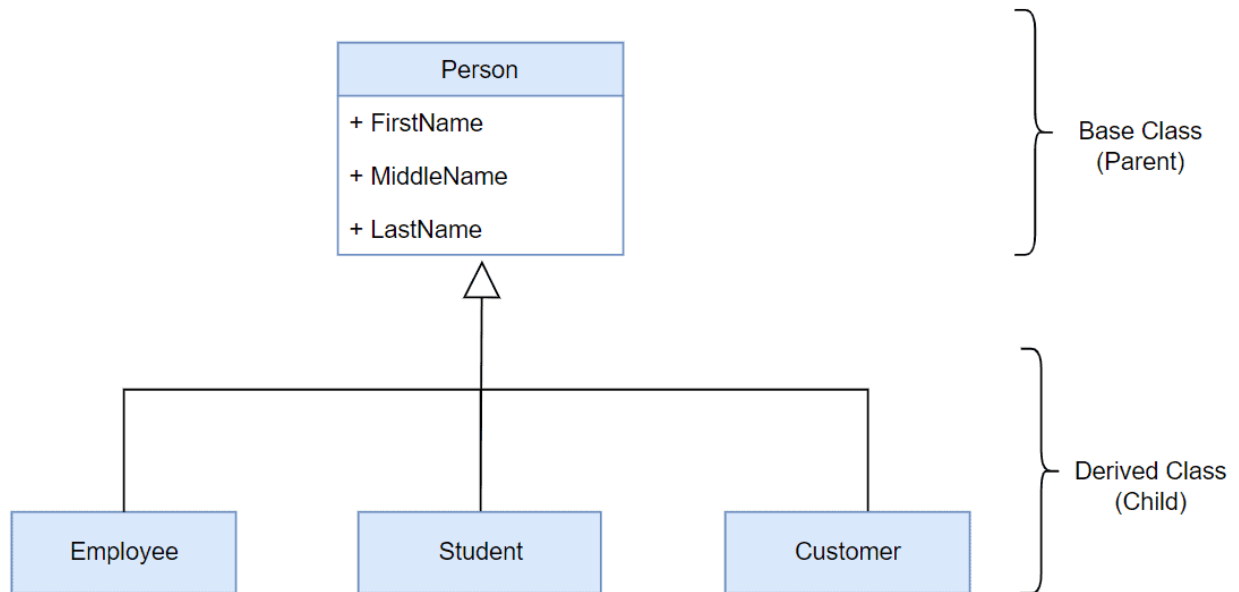 Person
+ FirstName
+ MiddleName
+ LastName
Base Class
(Parent)
Derived Class
(Child)
Employee
Student
Customer